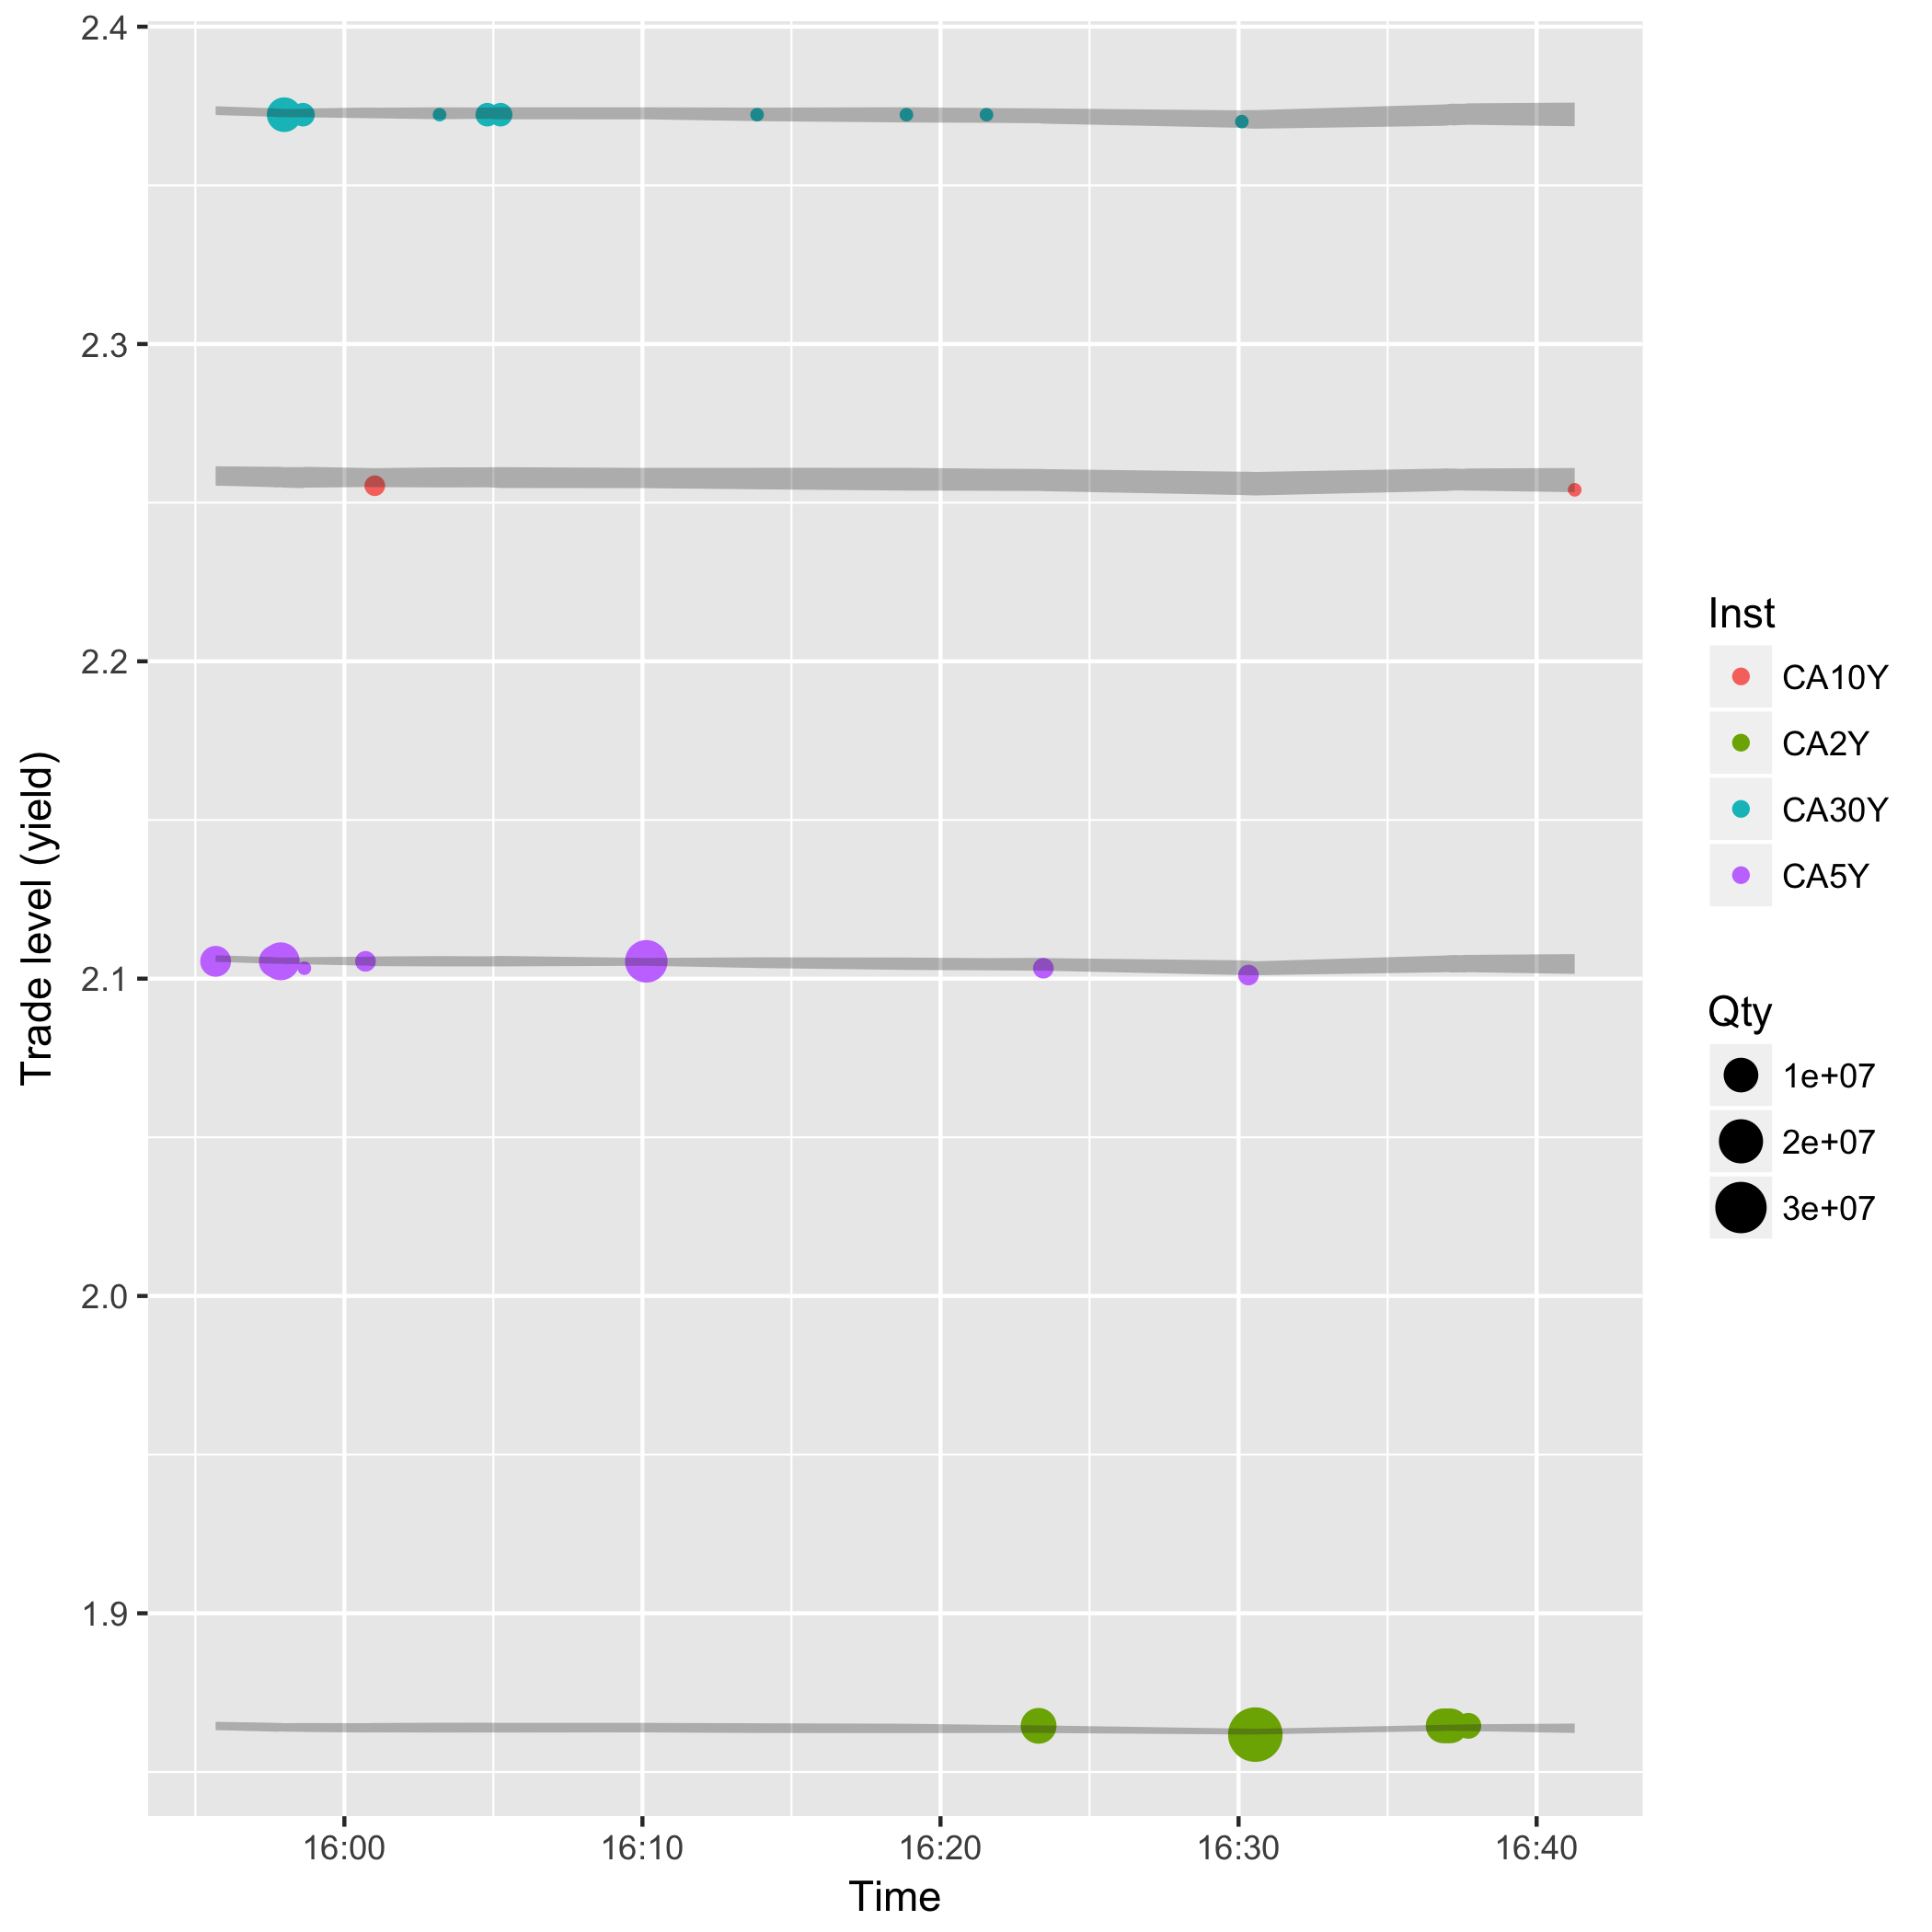 2.4
2.3
2.2
2.1
2.0
1.9
Trade level (yield)
16:00 16:10 16:20 16:30 16:40
Time
Inst
CA10Y
CA2Y
CA30Y
CA5Y
Qty
1e+07
2e+07
3e+07